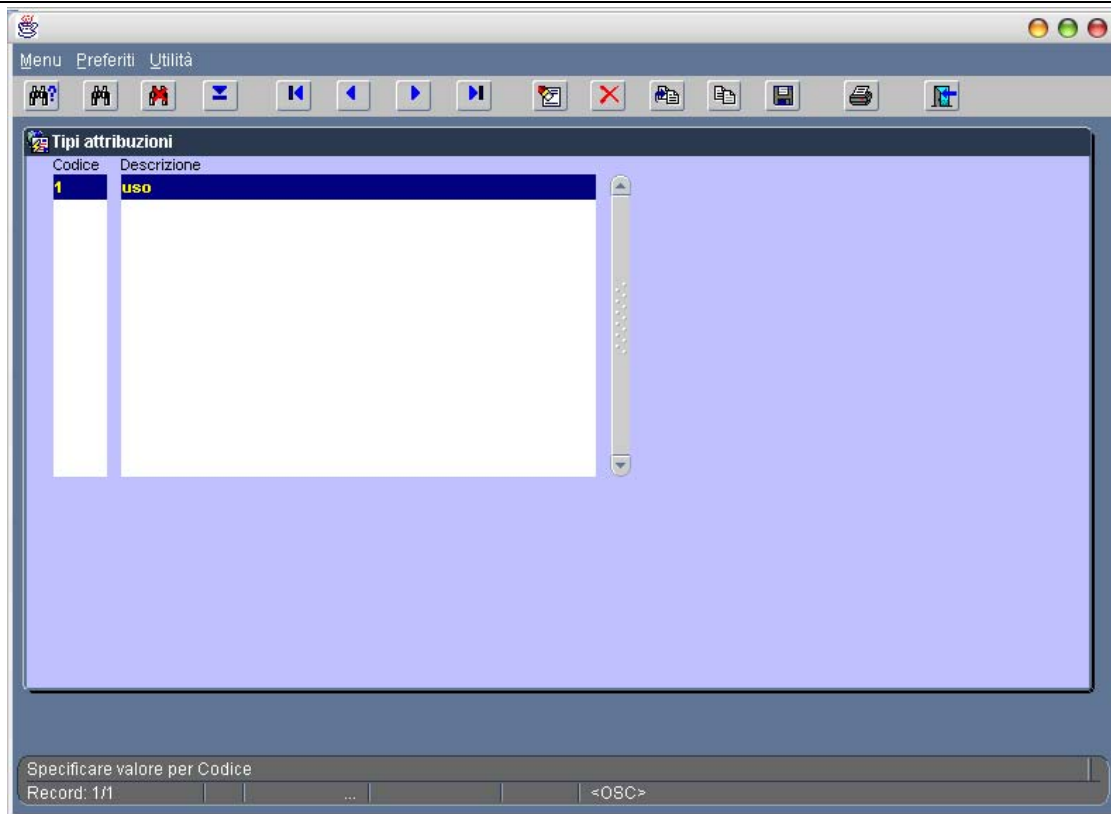 Menu Preferiti Utilità
Tipi attribuzioni
Codice Descrizione
1 uso
Specificare valore per Codice
Record: 1/1 ... <OSC>